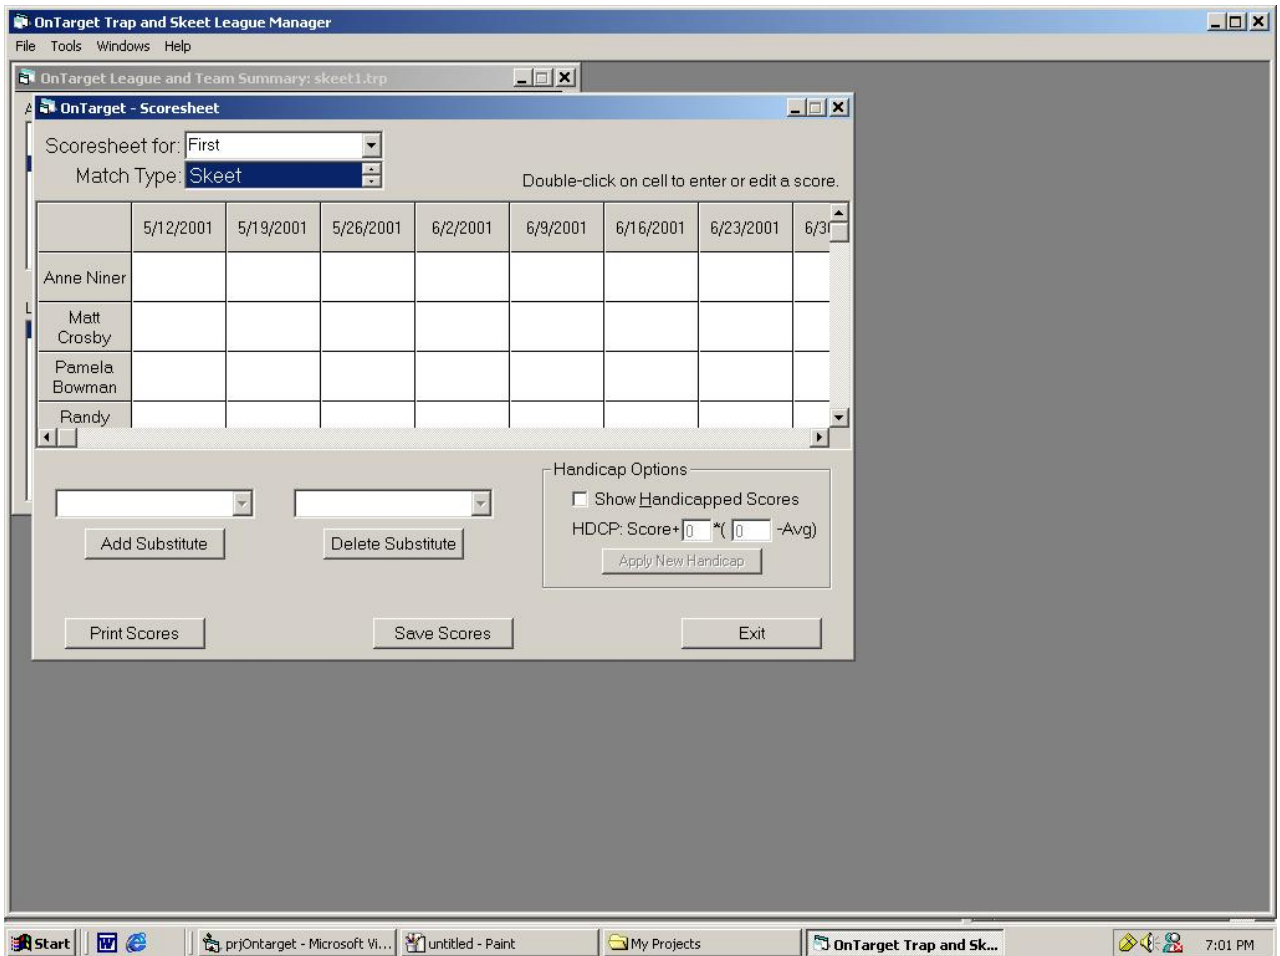 OnTarget Trap and Skeet League Manager
File Tools Windows Help
OnTarget League and Team Summary: skeet1.trp
OnTarget - Scoresheet
Scoresheet for: First
Match Type: Skeet
Double-click on cell to enter or edit a score.
5/12/2001 5/19/2001 5/26/2001 6/2/2001 6/9/2001 6/16/2001 6/23/2001
Anne Niner
Matt
Crosby
Pamela
Bowman
Randy
Handicap Options
Show Handicapped Scores
HDCP: Score+ 0 *( 0 -Avg)
Add Substitute Delete Substitute
Apply New Handicap
Print Scores Save Scores Exit
Start prjOntarget - Microsoft Vi... untitled - Paint My Projects OnTarget Trap and Sk... 7:01 PM